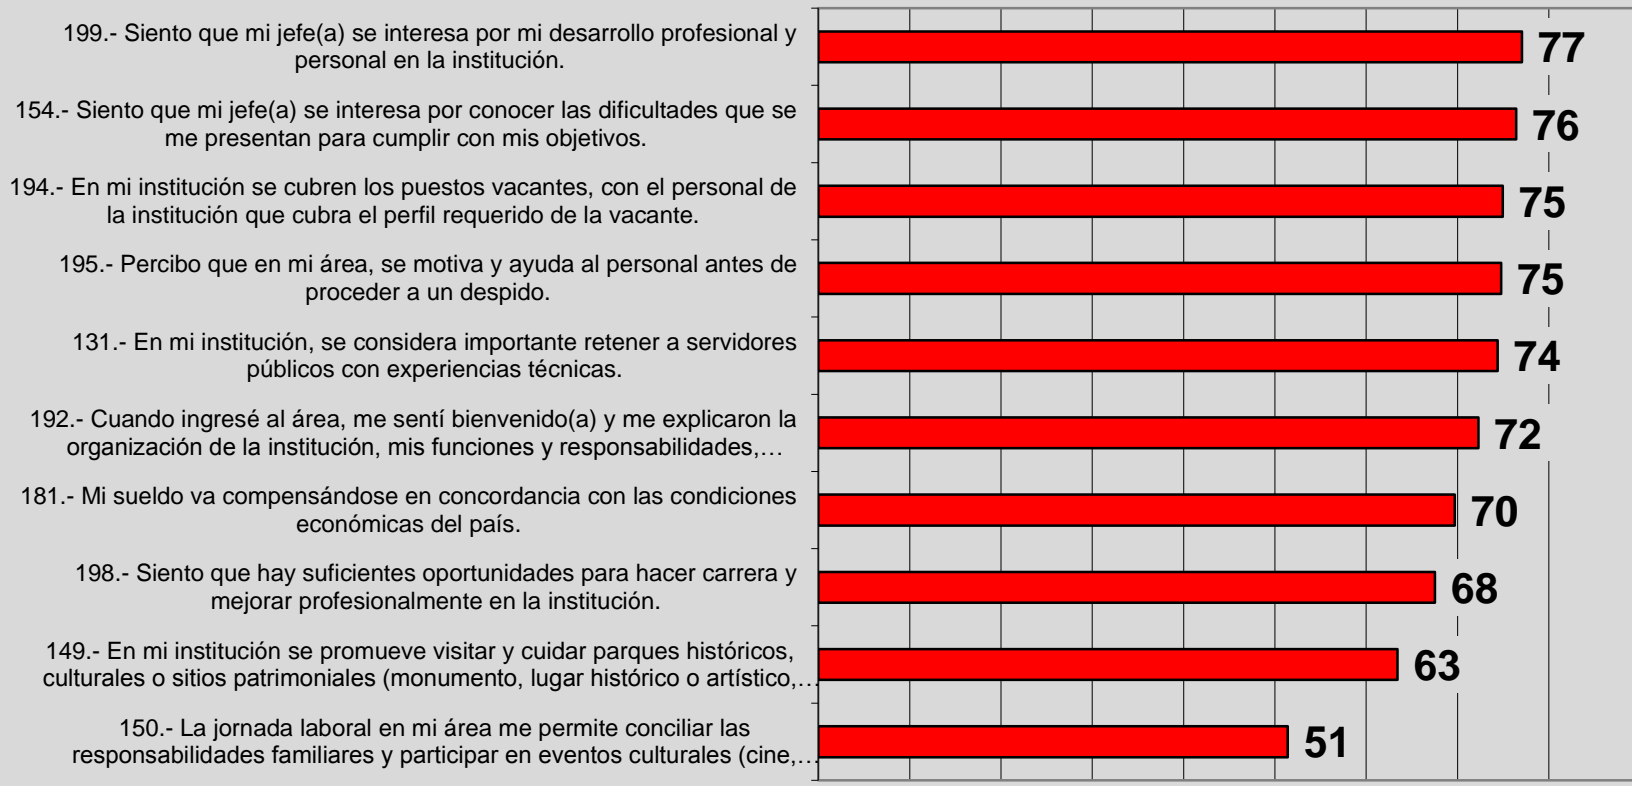 199.- Siento que mi jefe(a) se interesa por mi desarrollo profesional y
personal en la institución.
77
154.- Siento que mi jefe(a) se interesa por conocer las dificultades que se
me presentan para cumplir con mis objetivos.
76
194.- En mi institución se cubren los puestos vacantes, con el personal de
la institución que cubra el perfil requerido de la vacante.
75
195.- Percibo que en mi área, se motiva y ayuda al personal antes de
proceder a un despido.
75
131.- En mi institución, se considera importante retener a servidores
públicos con experiencias técnicas.
74
192.- Cuando ingresé al área, me sentí bienvenido(a) y me explicaron la
organización de la institución, mis funciones y responsabilidades,…
72
181.- Mi sueldo va compensándose en concordancia con las condiciones
económicas del país.
70
198.- Siento que hay suficientes oportunidades para hacer carrera y
mejorar profesionalmente en la institución.
68
149.- En mi institución se promueve visitar y cuidar parques históricos,
culturales o sitios patrimoniales (monumento, lugar histórico o artístico,…
63
150.- La jornada laboral en mi área me permite conciliar las
responsabilidades familiares y participar en eventos culturales (cine,…
51